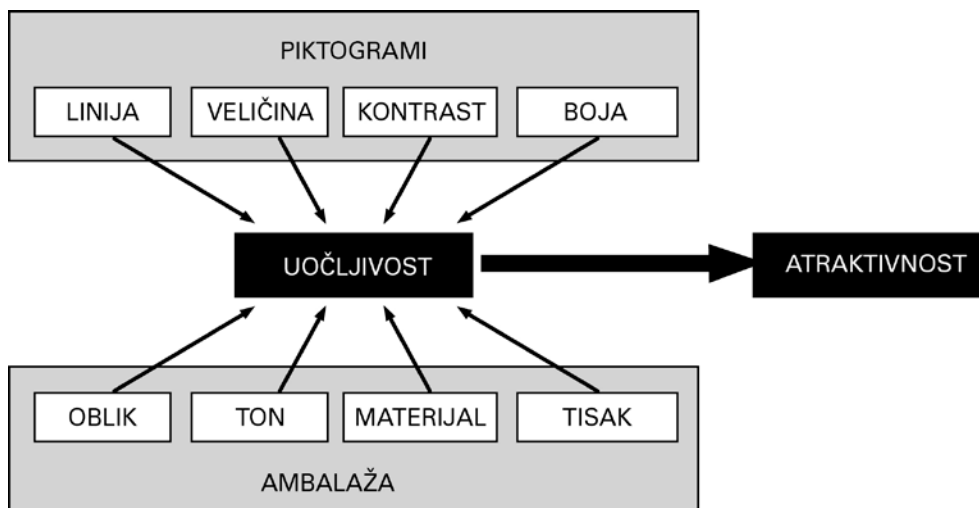 PIKTOGRAMI
LINIJA
VELIČINA
KONTRAST
BOJA
UOČLJIVOST
ATRAKTIVNOST
OBLIK
TON
MATERIJAL
TISAK
AMBALAŽA